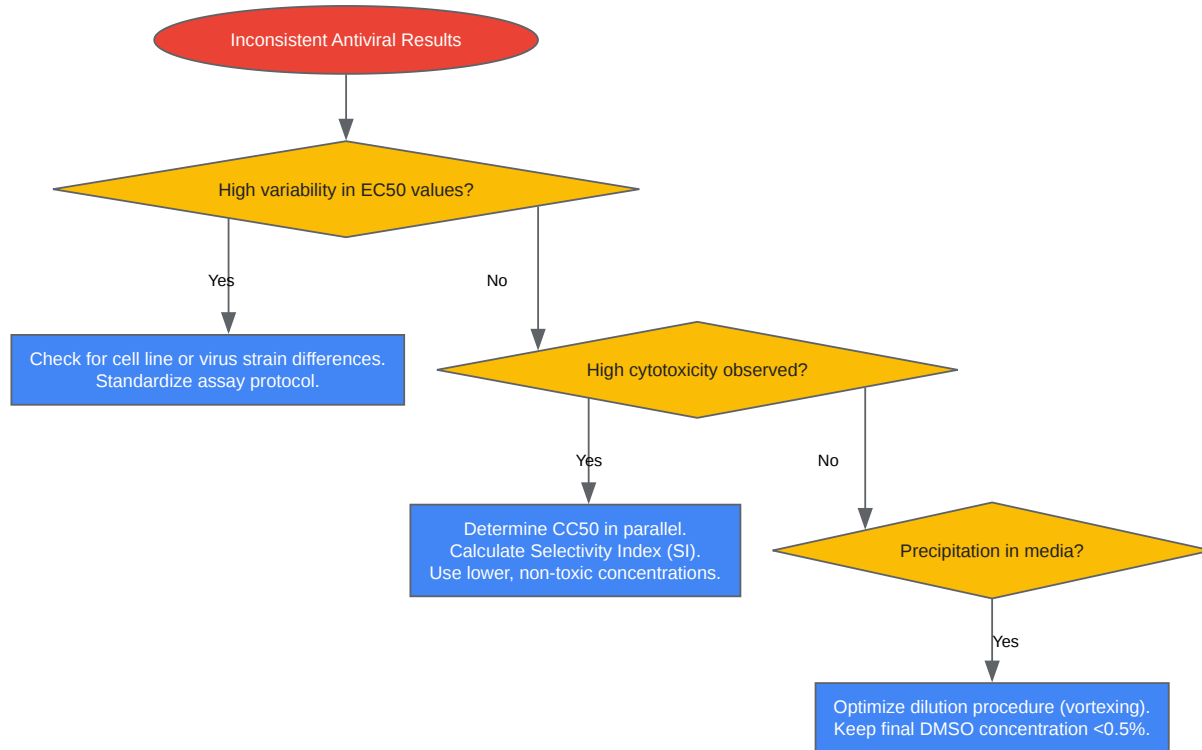 Inconsistent Antiviral Results
High variability in EC50 values?
Yes
No
Check for cell line or virus strain differences.
Standardize assay protocol.
High cytotoxicity observed?
Yes
No
Determine CC50 in parallel.
Calculate Selectivity Index (SI).
Use lower, non-toxic concentrations.
Precipitation in media?
Yes
Optimize dilution procedure (vortexing).
Keep final DMSO concentration <0.5%.